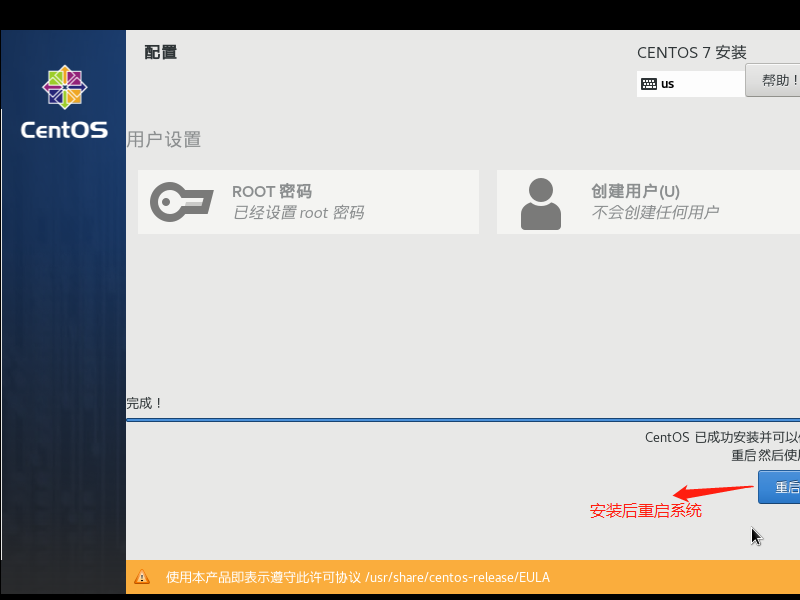 配置
CENTOS 7 安装
us
帮助！
CentOS
用户设置
ROOT 密码
已经设置 root 密码
创建用户(U)
不会创建任何用户
完成！
CentOS 已成功安装并可以
重启然后使
重启
安装后重启系统
使用本产品即表示遵守此许可协议 /usr/share/centos-release/EULA